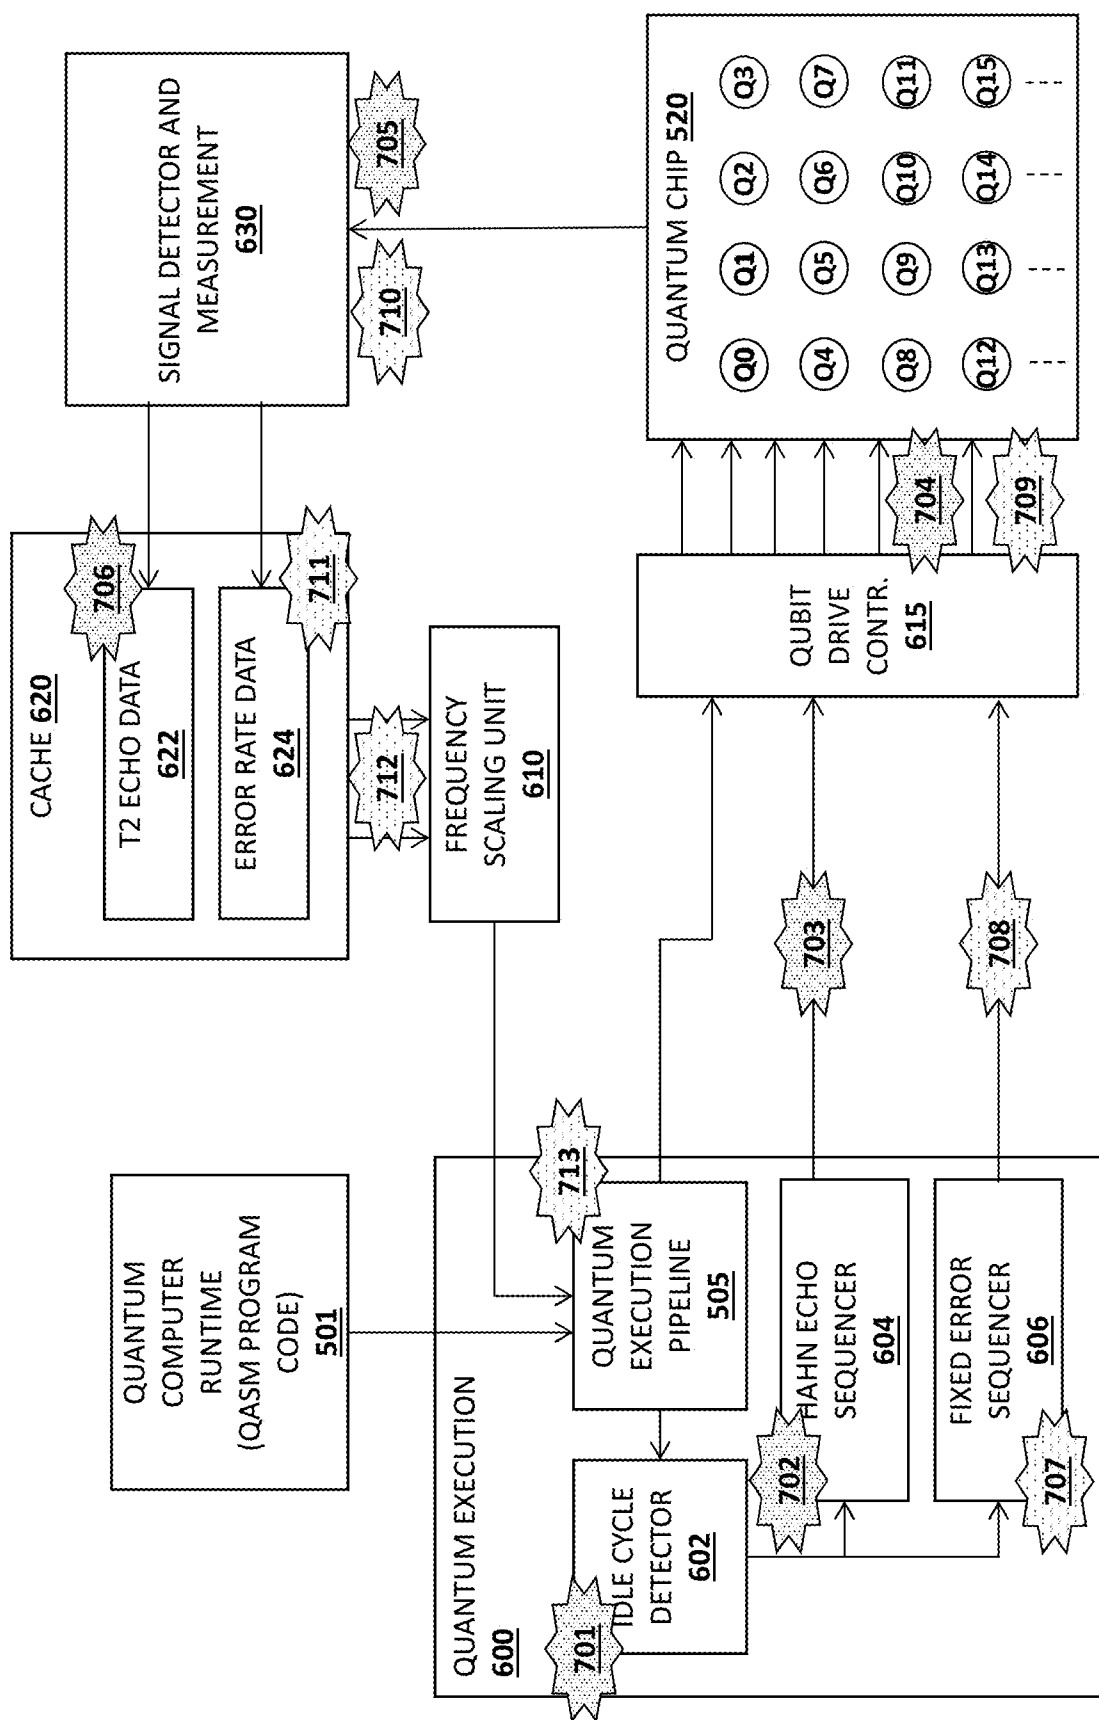 QUANTUM
COMPUTER
RUNTIME
(QASM PROGRAM
CODE)
501
CACHE 620
706
T2 ECHO DATA
622
ERROR RATE DATA
624
711
712
SIGNAL DETECTOR AND
MEASUREMENT
630
710
705
FREQUENCY
SCALING UNIT
610
QUANTUM EXECUTION
600
701
IDLE CYCLE
DETECTOR
602
713
QUANTUM
EXECUTION
PIPELINE
505
702
HAHN ECHO
SEQUENCER
604
703
FIXED ERROR
SEQUENCER
606
707
708
QUBIT
DRIVE
CONTR.
615
704
709
QUANTUM CHIP 520
Q0 Q1 Q2 Q3
Q4 Q5 Q6 Q7
Q8 Q9 Q10 Q11
Q12 Q13 Q14 Q15